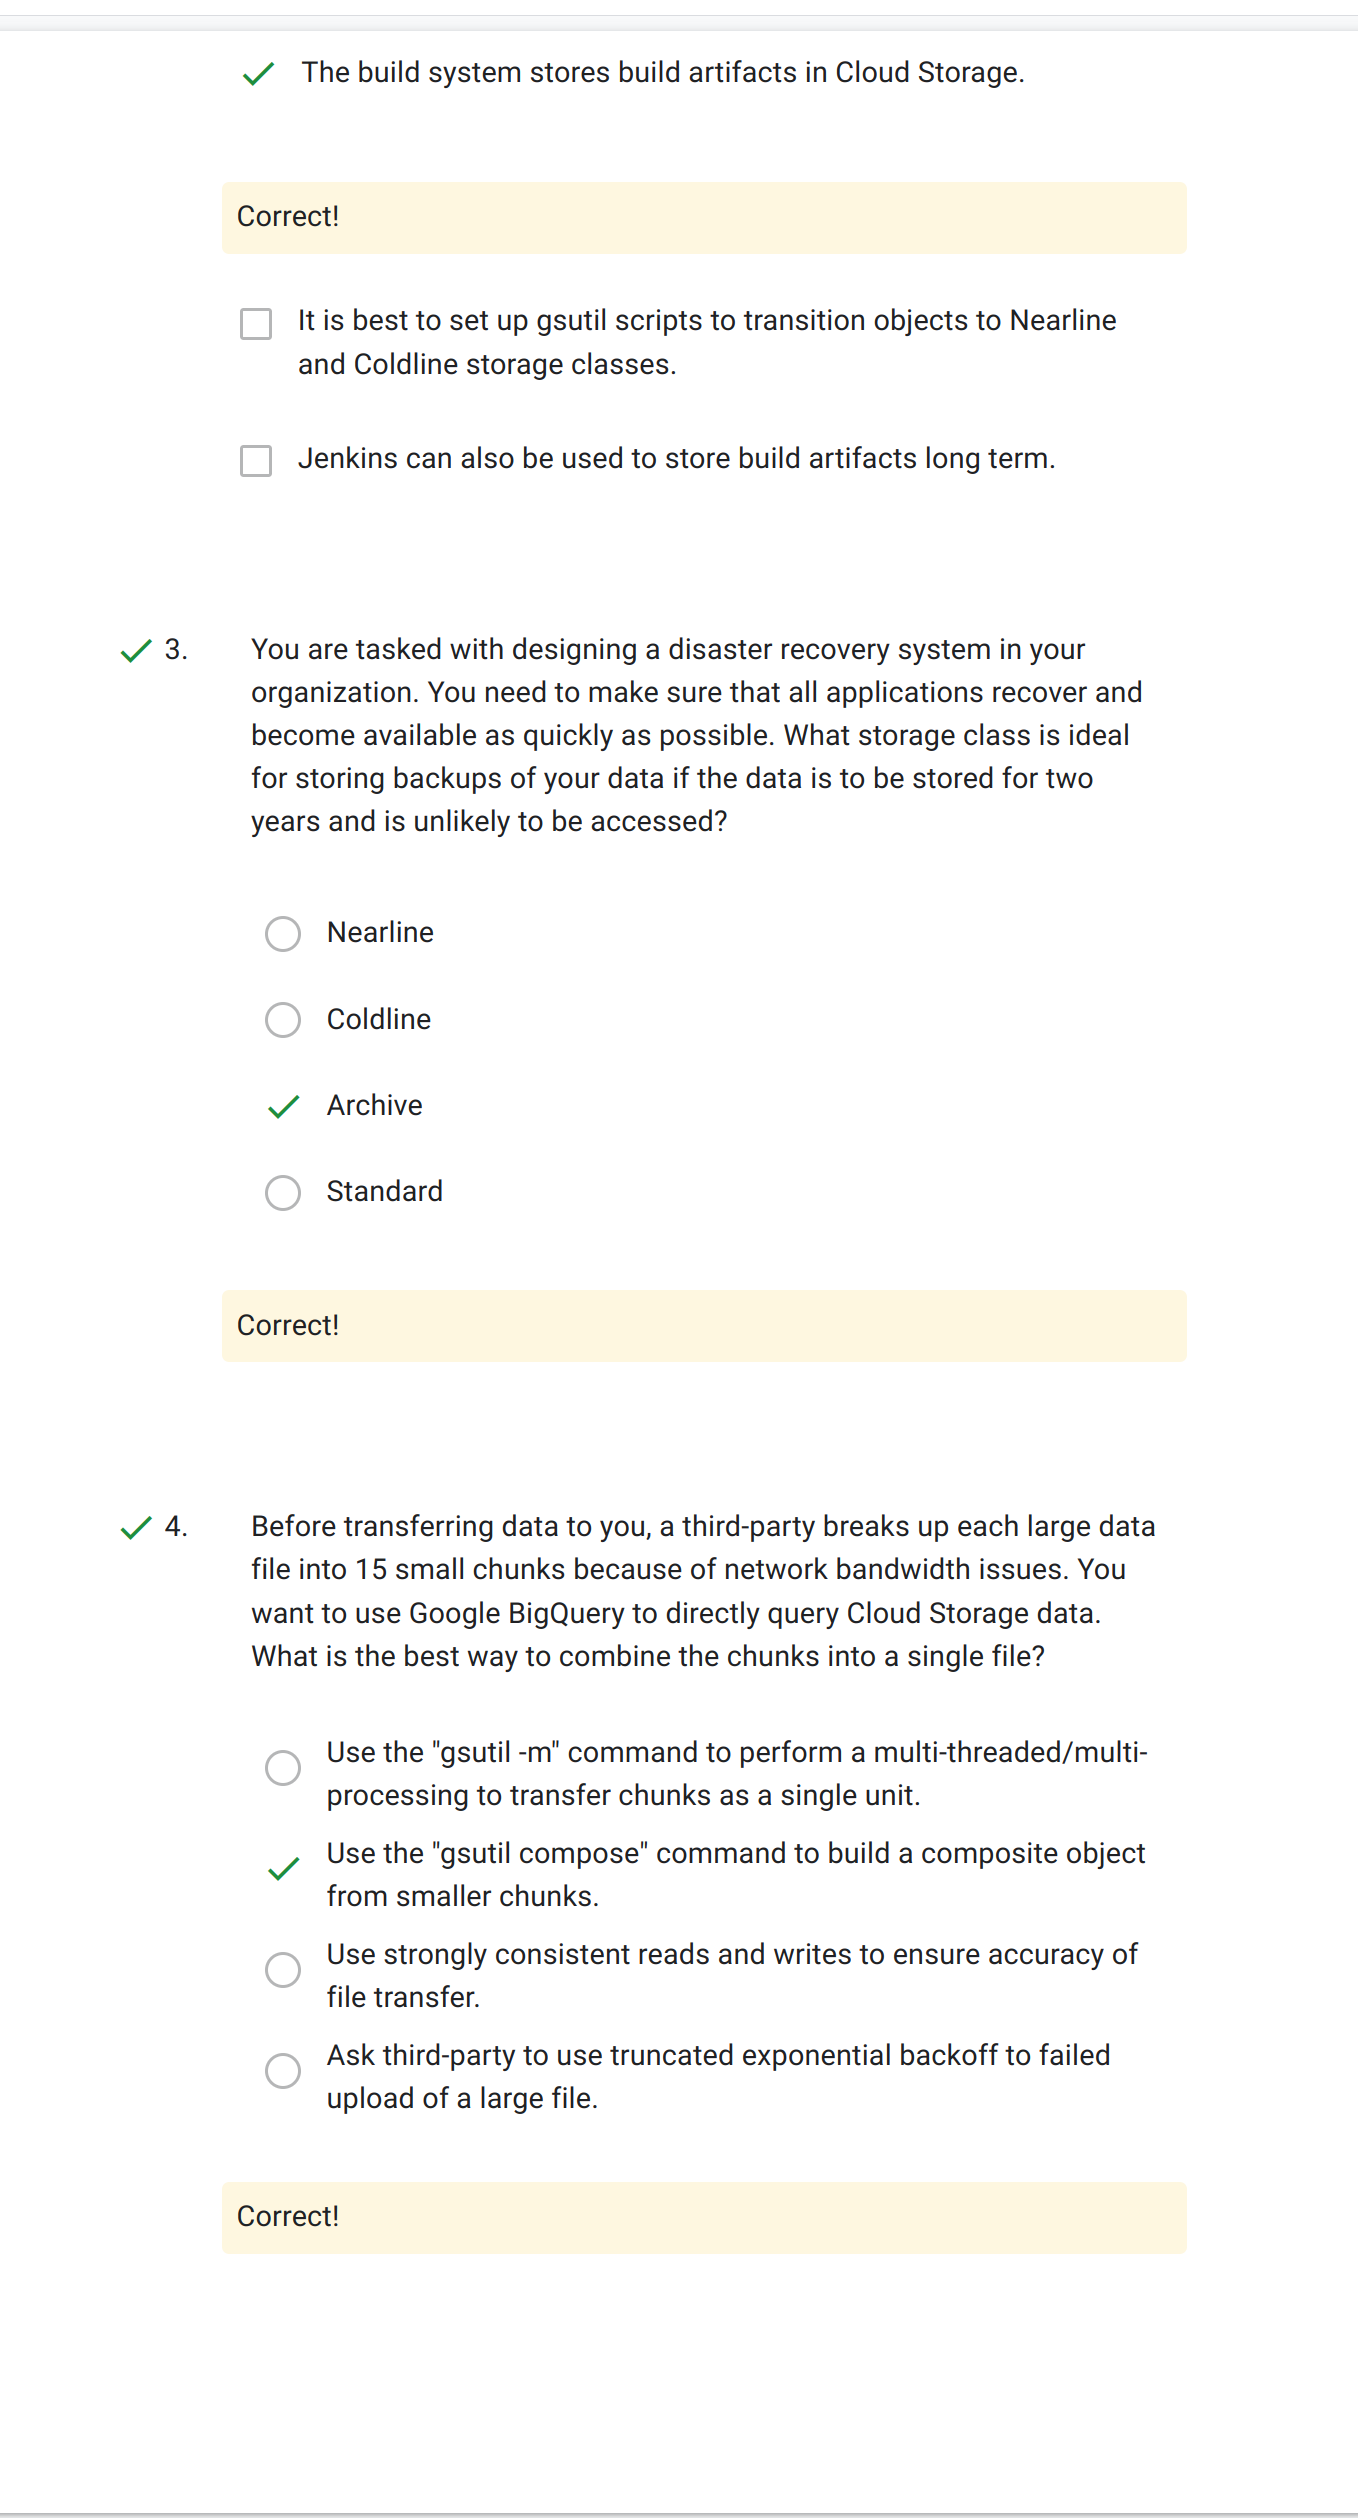 The build system stores build artifacts in Cloud Storage.
Correct!
It is best to set up gsutil scripts to transition objects to Nearline
and Coldline storage classes.
Jenkins can also be used to store build artifacts long term.
3.
You are tasked with designing a disaster recovery system in your
organization. You need to make sure that all applications recover and
become available as quickly as possible. What storage class is ideal
for storing backups of your data if the data is to be stored for two
years and is unlikely to be accessed?
Nearline
Coldline
Archive
Standard
Correct!
4.
Before transferring data to you, a third-party breaks up each large data
file into 15 small chunks because of network bandwidth issues. You
want to use Google BigQuery to directly query Cloud Storage data.
What is the best way to combine the chunks into a single file?
Use the "gsutil -m" command to perform a multi-threaded/multi-
processing to transfer chunks as a single unit.
Use the "gsutil compose" command to build a composite object
from smaller chunks.
Use strongly consistent reads and writes to ensure accuracy of
file transfer.
Ask third-party to use truncated exponential backoff to failed
upload of a large file.
Correct!